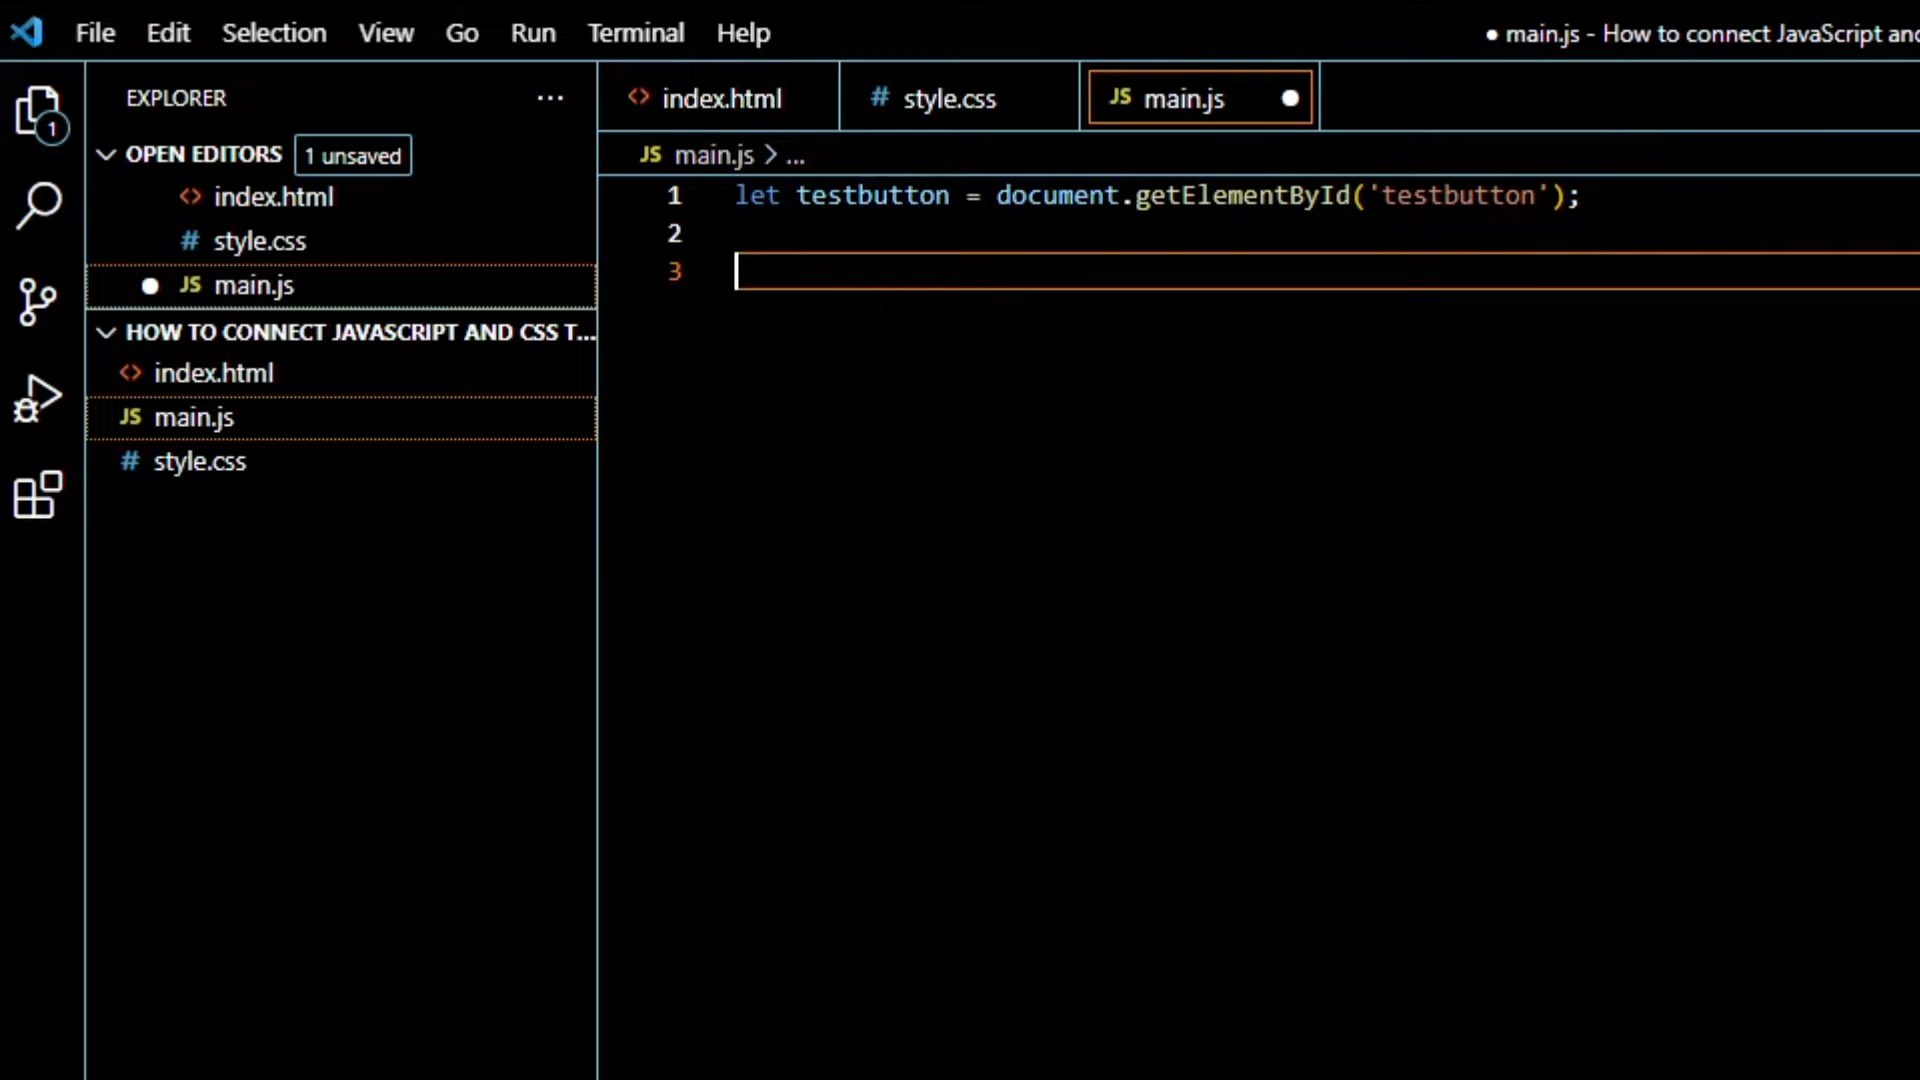 File Edit Selection View Go Run Terminal Help
● main.js - How to connect JavaScript and
EXPLORER ...
1
OPEN EDITORS 1 unsaved
<> index.html
# style.css
● JS main.js
HOW TO CONNECT JAVASCRIPT AND CSS T...
<> index.html
JS main.js
# style.css
<> index.html # style.css JS main.js ●
JS main.js > ...
1 let testbutton = document.getElementById('testbutton');
2
3